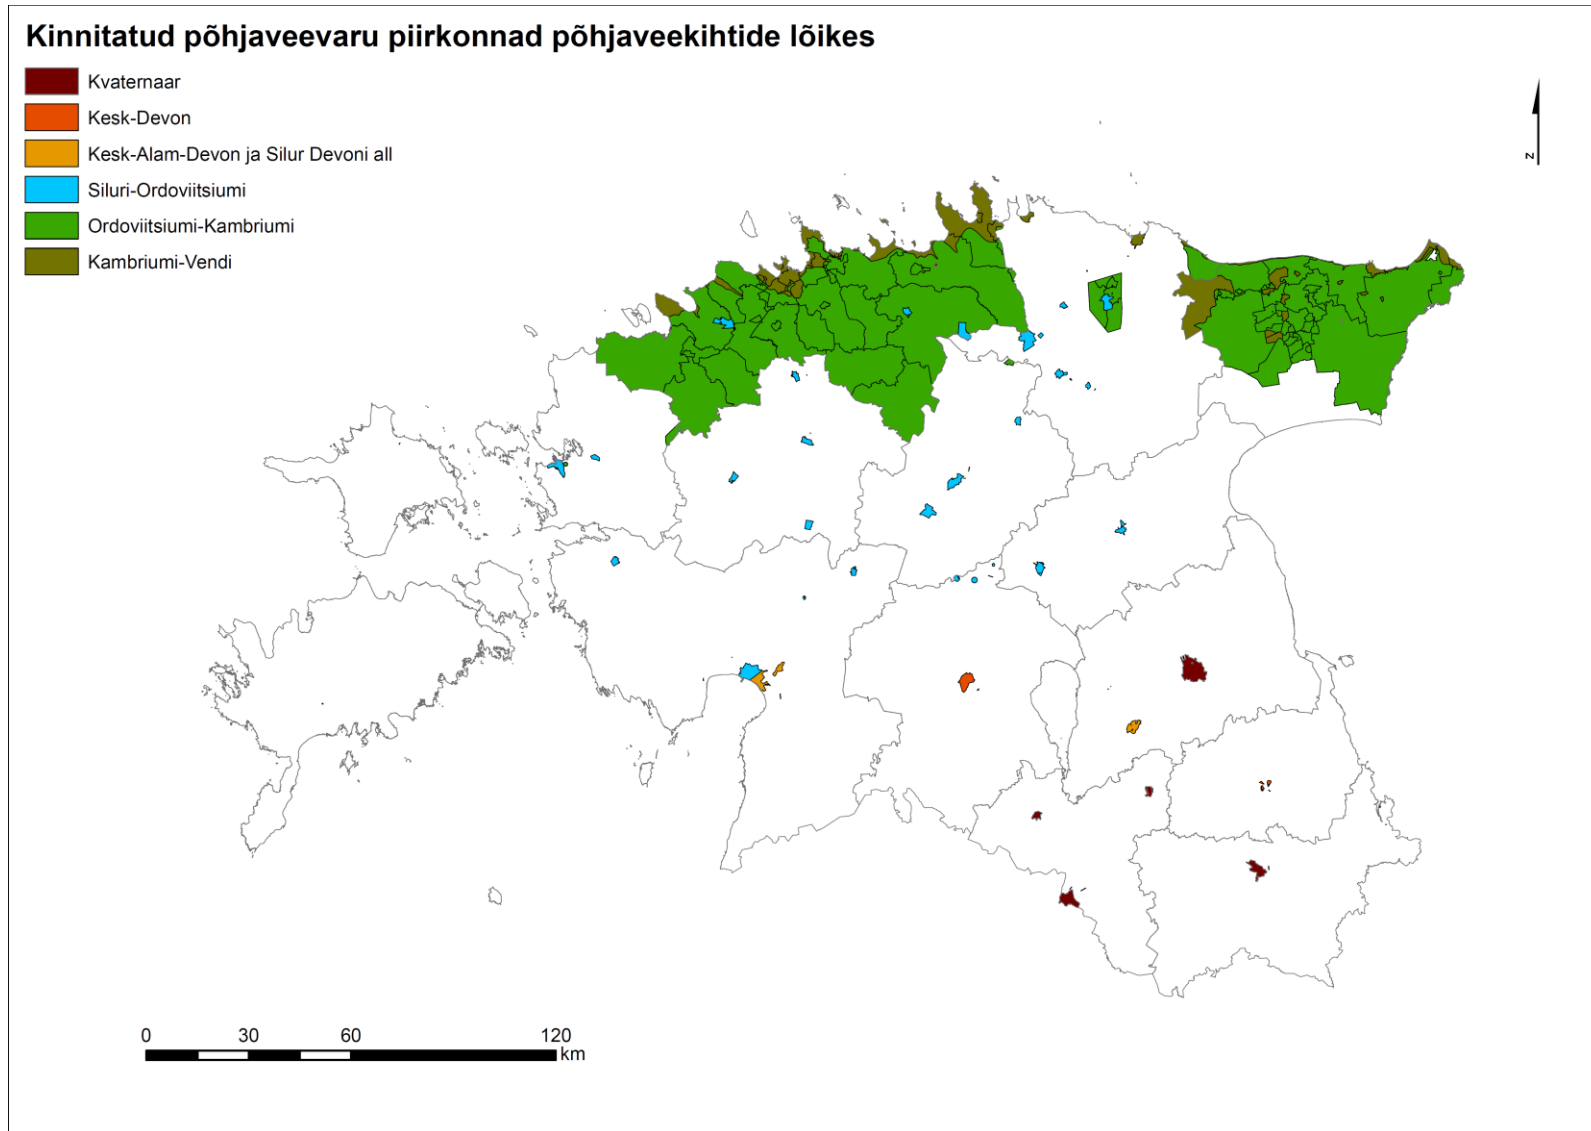 Kinnitatud põhjaveevaru piirkonnad põhjaveekihtide lõikes
Kvaternaar
Kesk-Devon
Kesk-Alam-Devon ja Silur Devoni all
Siluri-Ordoviitsiumi
Ordoviitsiumi-Kambriumi
Kambriumi-Vendi
N
0 30 60 120
km